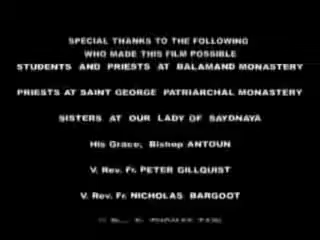 SPECIAL THANKS TO THE FOLLOWING
WHO MADE THIS FILM POSSIBLE
STUDENTS AND PRIESTS AT BALAMAND MONASTERY
PRIESTS AT SAINT GEORGE PATRIARCHAL MONASTERY
SISTERS AT OUR LADY OF SAYDNAYA
His Grace, Bishop ANTOUN
V. Rev. Fr. PETER GILLQUIST
V. Rev. Fr. NICHOLAS BARGOOT